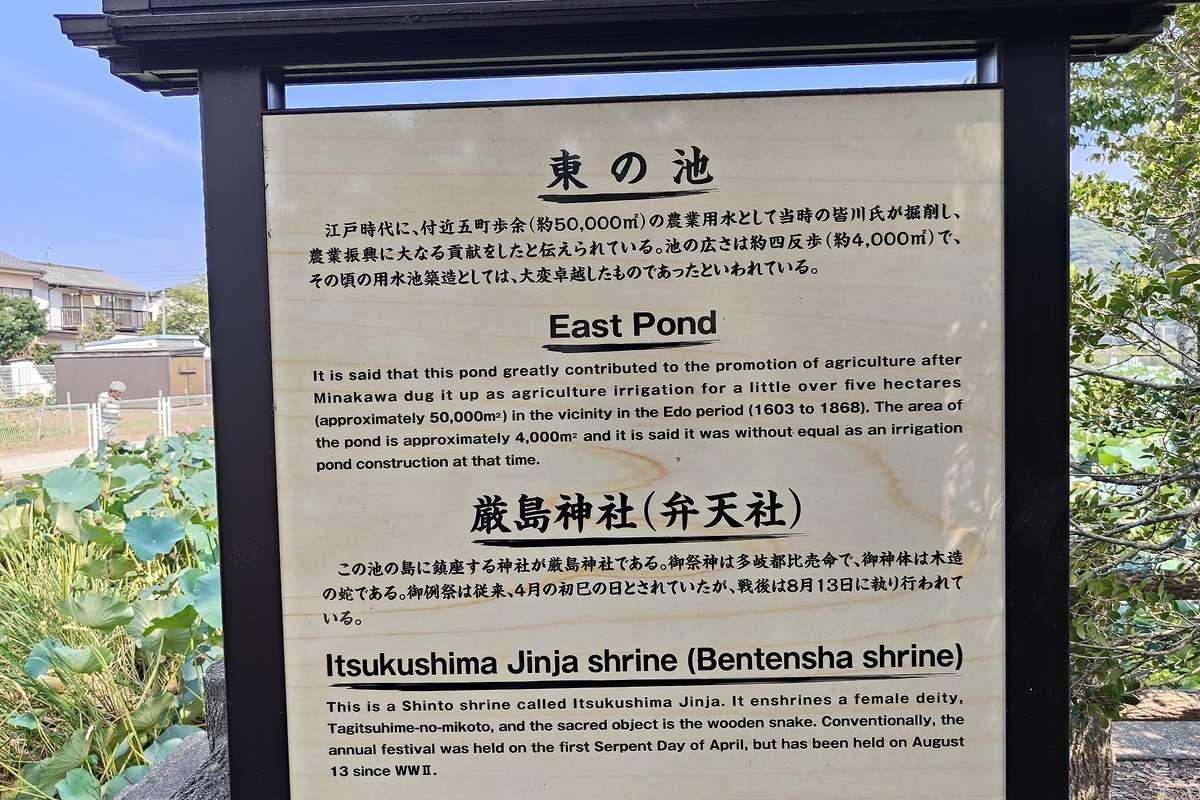 東の池
江戸時代に、付近五町歩余(約50,000㎡)の農業用水として当時の皆川氏が掘削し、
農業振興に大なる貢献をしたと伝えられている。池の広さは約四反歩(約4,000㎡)で、
その頃の用水池築造としては、大変卓越したものであったといわれている。
East Pond
It is said that this pond greatly contributed to the promotion of agriculture after
Minakawa dug it up as agriculture irrigation for a little over five hectares
(approximately 50,000m²) in the vicinity in the Edo period (1603 to 1868). The area of
the pond is approximately 4,000m² and it is said it was without equal as an irrigation
pond construction at that time.
厳島神社(弁天社)
この池の島に鎮座する神社が厳島神社である。御祭神は多岐都比売命で、御神体は木造
の蛇である。御例祭は従来、4月の初巳の日とされていたが、戦後は8月13日に執り行われて
いる。
Itsukushima Jinja shrine (Bentensha shrine)
This is a Shinto shrine called Itsukushima Jinja. It enshrines a female deity,
Tagitsuhime-no-mikoto, and the sacred object is the wooden snake. Conventionally, the
annual festival was held on the first Serpent Day of April, but has been held on August
13 since WWⅡ.